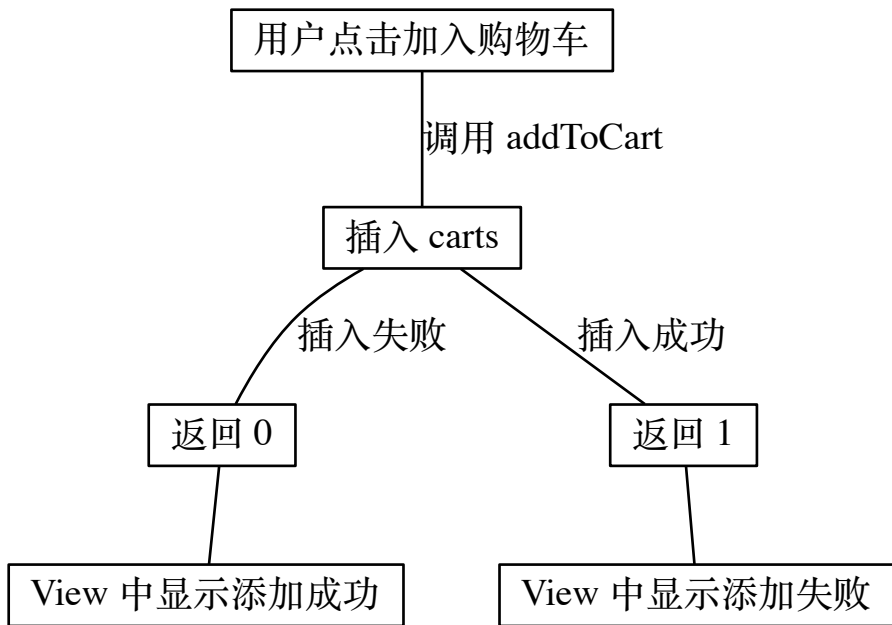 用户点击加入购物车
调用 addToCart
插入 carts
插入失败
插入成功
返回 0
返回 1
View 中显示添加成功
View 中显示添加失败